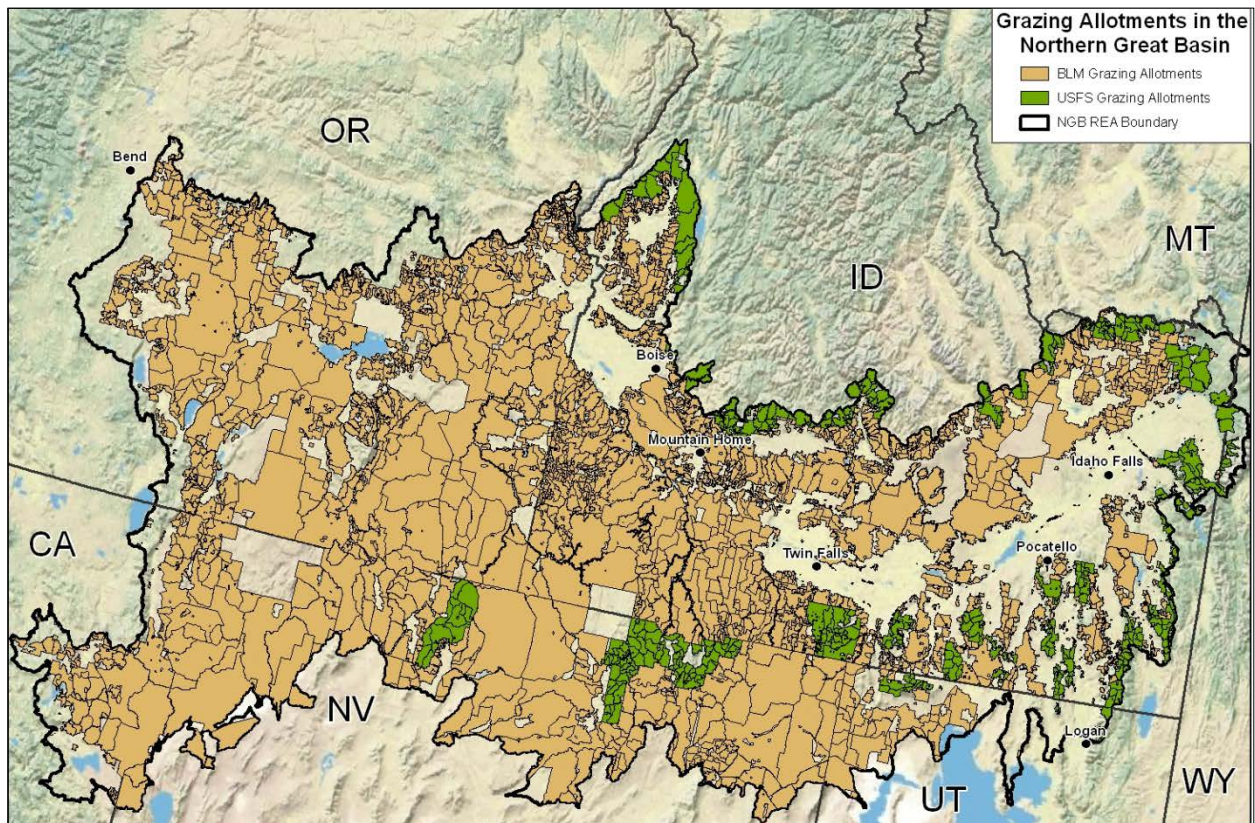 Grazing Allotments in the
Northern Great Basin
BLM Grazing Allotments
USFS Grazing Allotments
NGB REA Boundary
OR
Bend
MT
ID
Boise
Mountain Home
Idaho Falls
CA
Twin Falls
Pocatello
NV
Logan
WY
UT